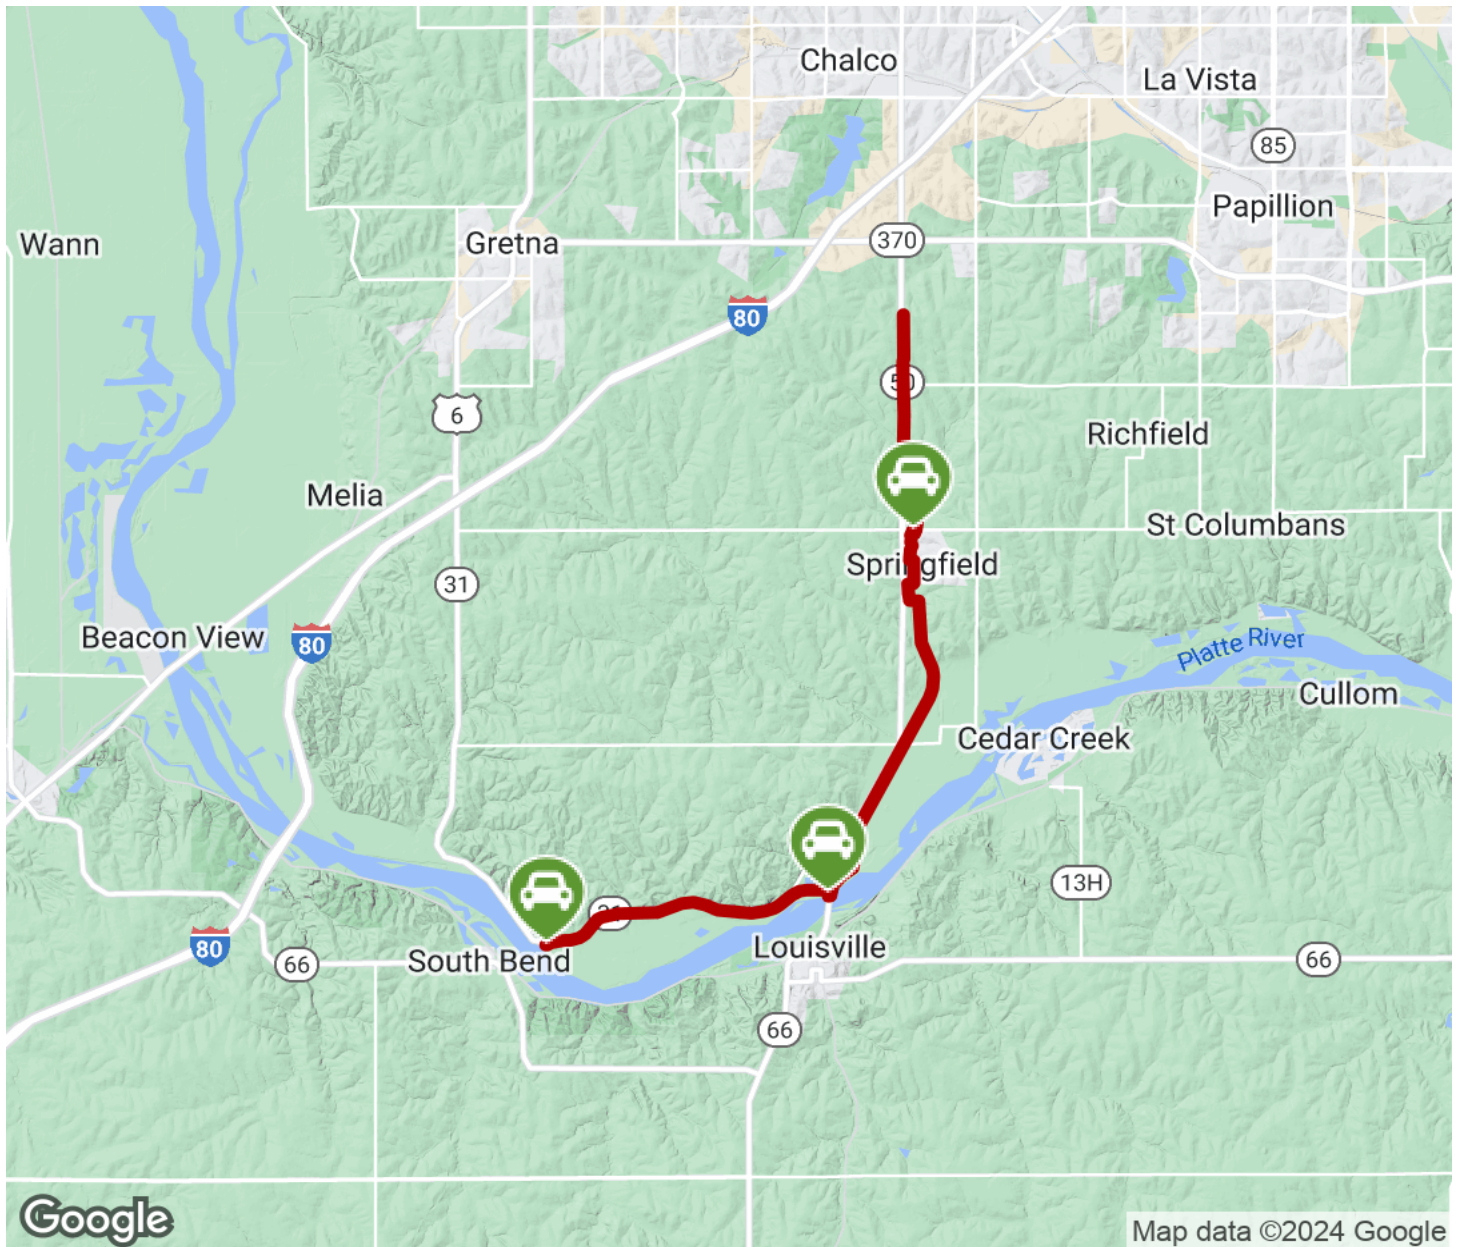 Chalco
La Vista
85
Papillion
Wann
Gretna
370
80
6
Richfield
Melia
St Columbans
Springfield
31
Beacon View
80
Platte River
Cullom
Cedar Creek
13H
80
66
South Bend
Louisville
66
66
Google
Map data ©2024 Google